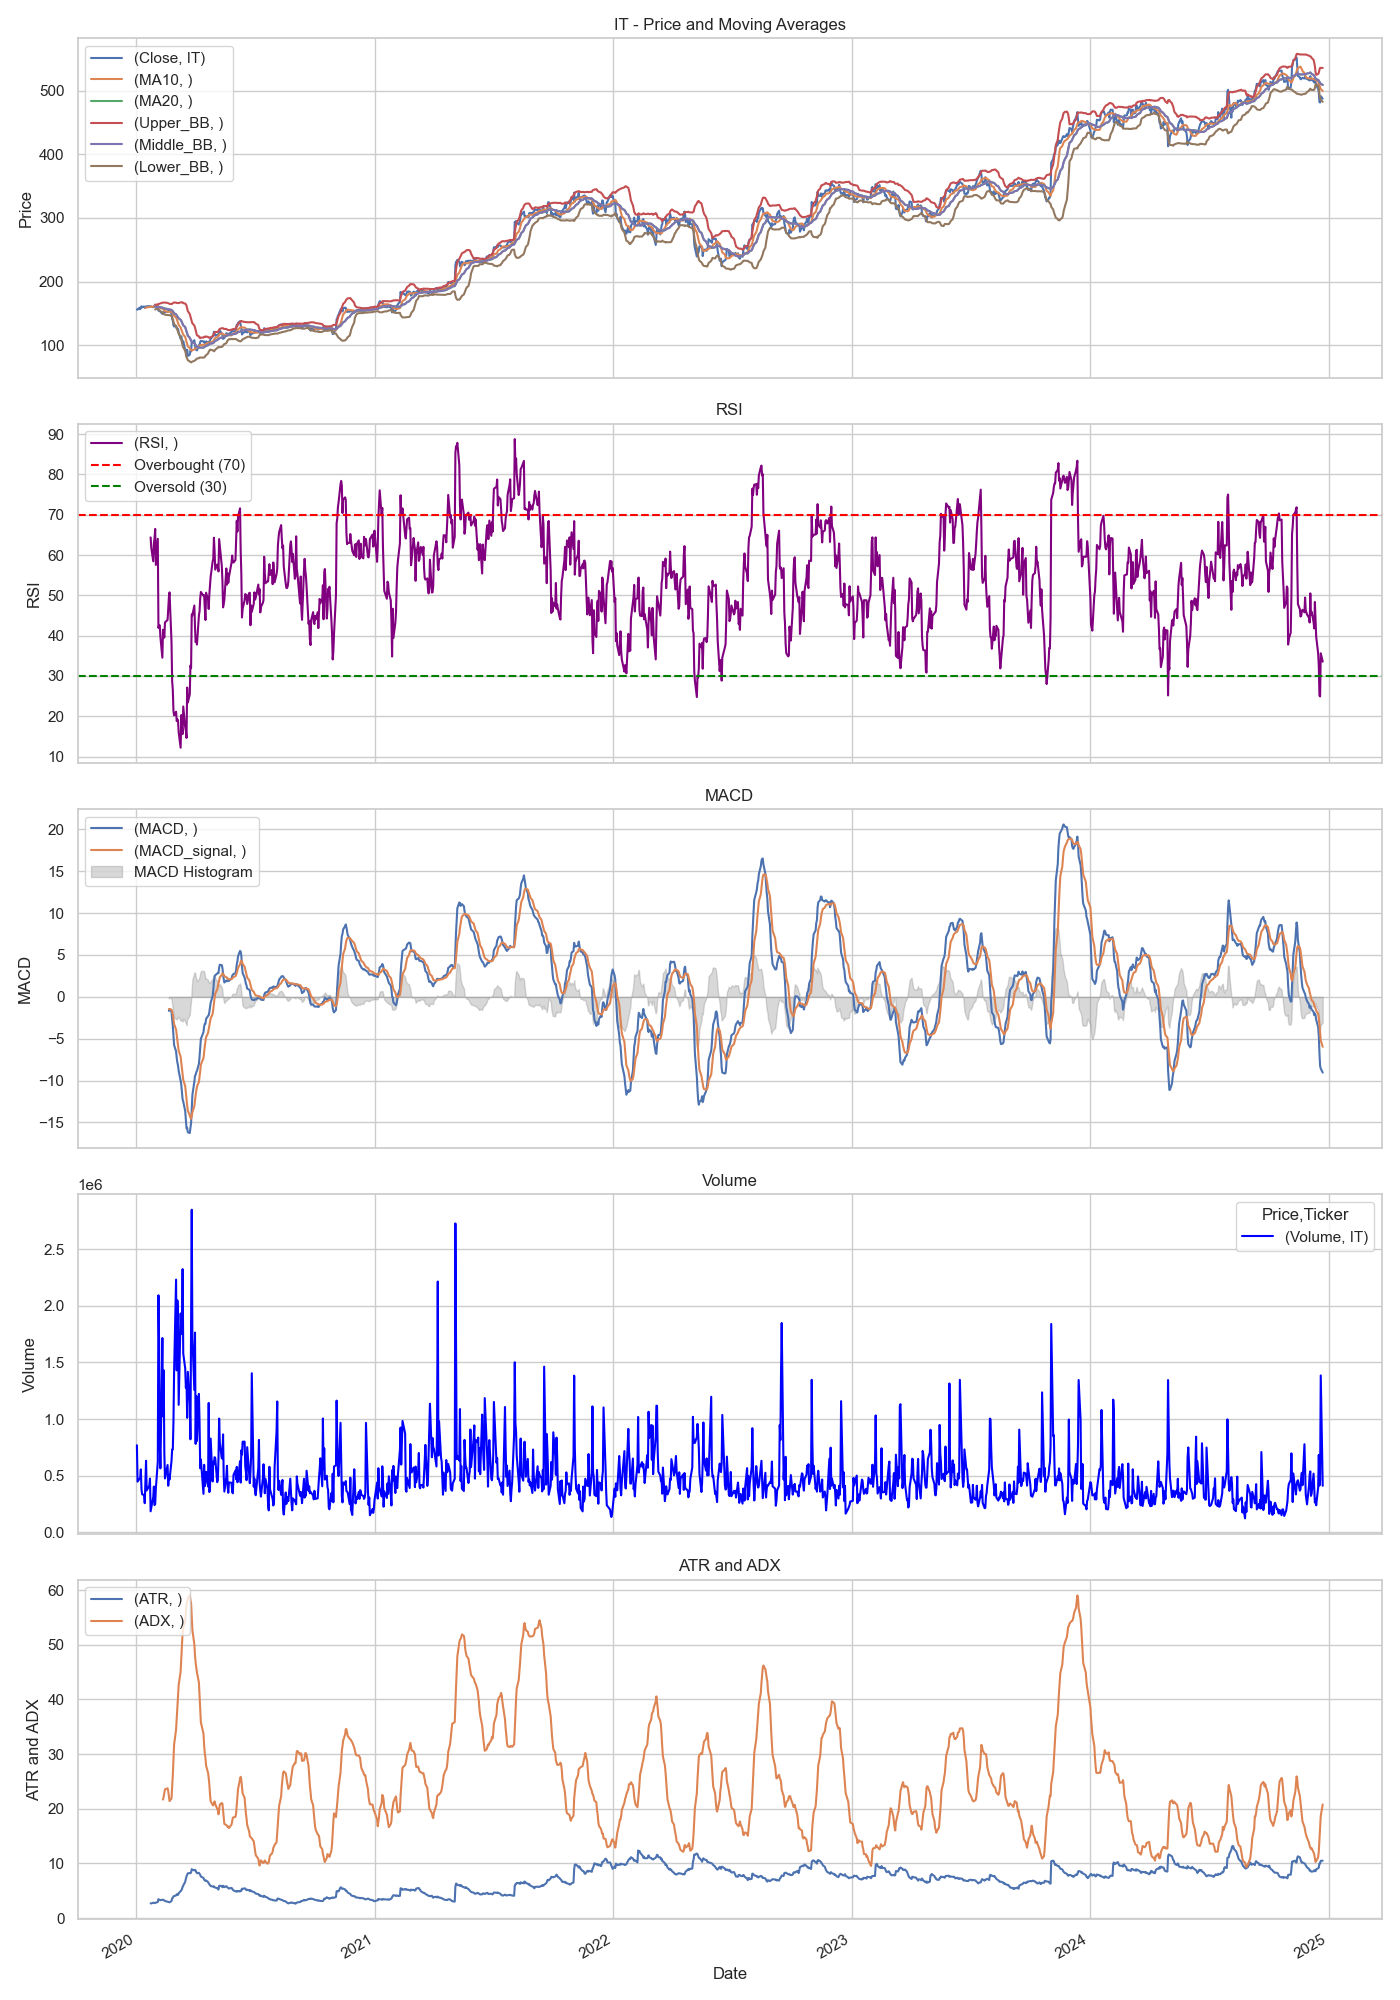 IT - Price and Moving Averages
(Close, IT)
(MA10, )
(MA20, )
(Upper_BB, )
(Middle_BB, )
(Lower_BB, )
500
400
300
200
100
Price
RSI
(RSI, )
Overbought (70)
Oversold (30)
90
80
70
60
50
40
30
20
10
RSI
MACD
(MACD, )
(MACD_signal, )
MACD Histogram
20
15
10
5
0
−5
−10
−15
MACD
Volume
1e6
Price,Ticker
(Volume, IT)
2.5
2.0
1.5
1.0
0.5
0.0
Volume
ATR and ADX
(ATR, )
(ADX, )
60
50
40
30
20
10
0
ATR and ADX
2020
2021
2022
2023
2024
2025
Date